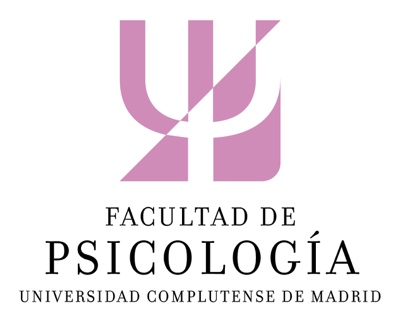 Ψ
FACULTAD DE
PSICOLOGÍA
UNIVERSIDAD COMPLUTENSE DE MADRID